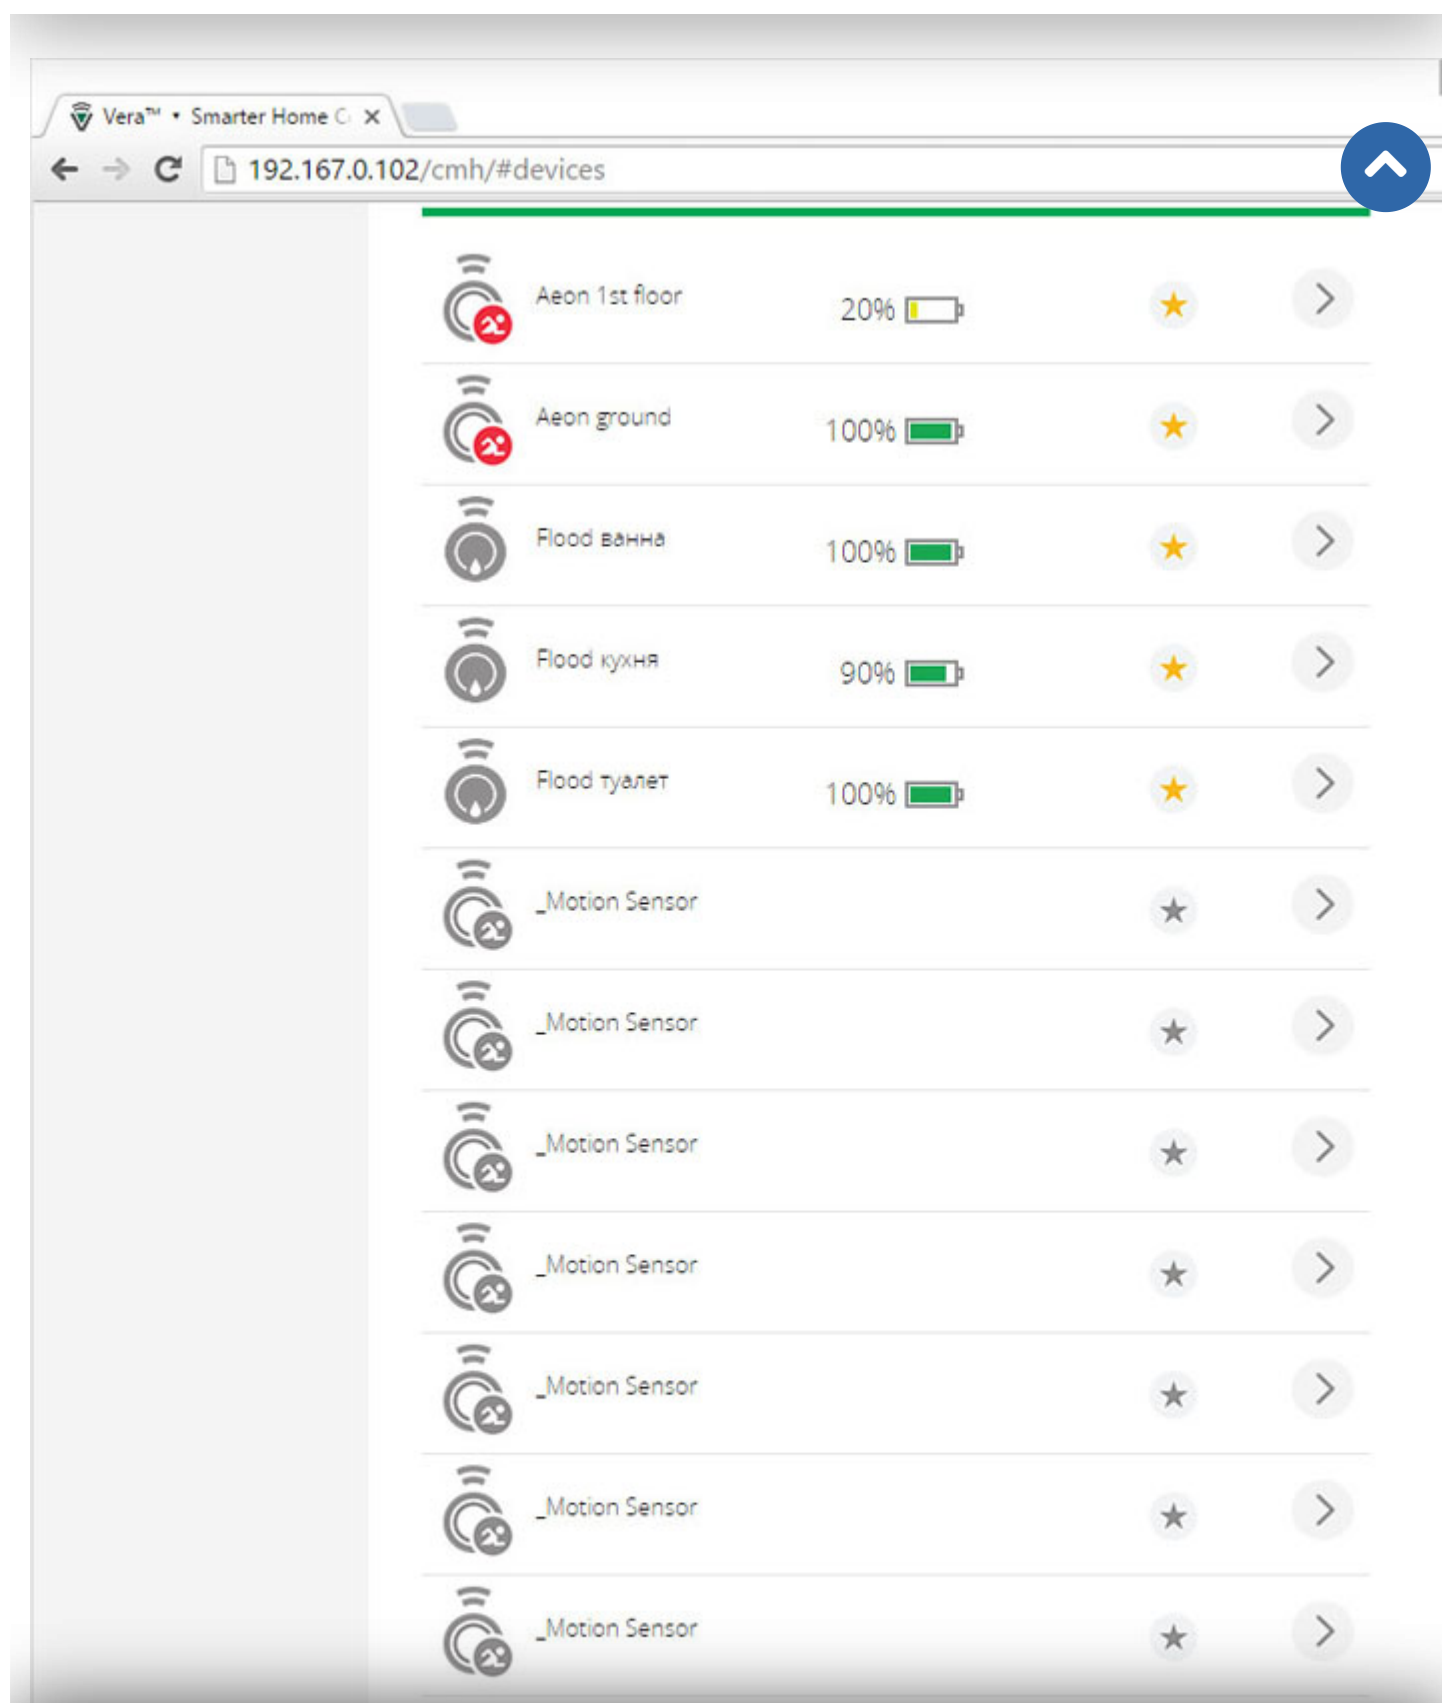 Vera™ • Smarter Home C
192.167.0.102/cmh/#devices
Aeon 1st floor
20%
Aeon ground
100%
Flood ванна
100%
Flood кухня
90%
Flood туалет
100%
_Motion Sensor
_Motion Sensor
_Motion Sensor
_Motion Sensor
_Motion Sensor
_Motion Sensor
_Motion Sensor